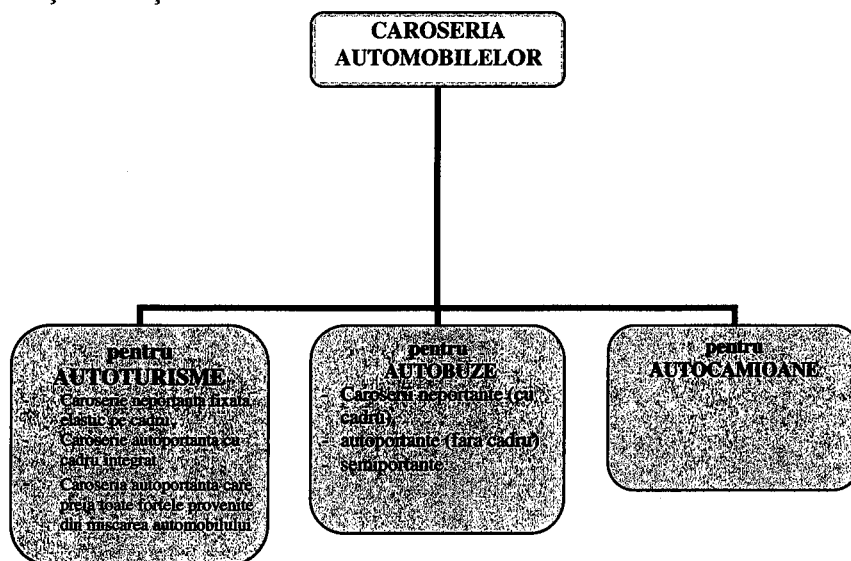 CAROSERIA
AUTOMOBILELOR
pentru
AUTOTURISME
- Caroserie neportanta fixata
elastic pe cadru
- Caroserie autoportanta cu
cadru integrat
- Caroseria autoportanta care
preia toate fortele provenite
din miscarea automobilului
pentru
AUTOBUZE
- Caroserii neportante (cu
cadru)
- autoportante (fara cadru)
- semiportante
pentru
AUTOCAMIOANE